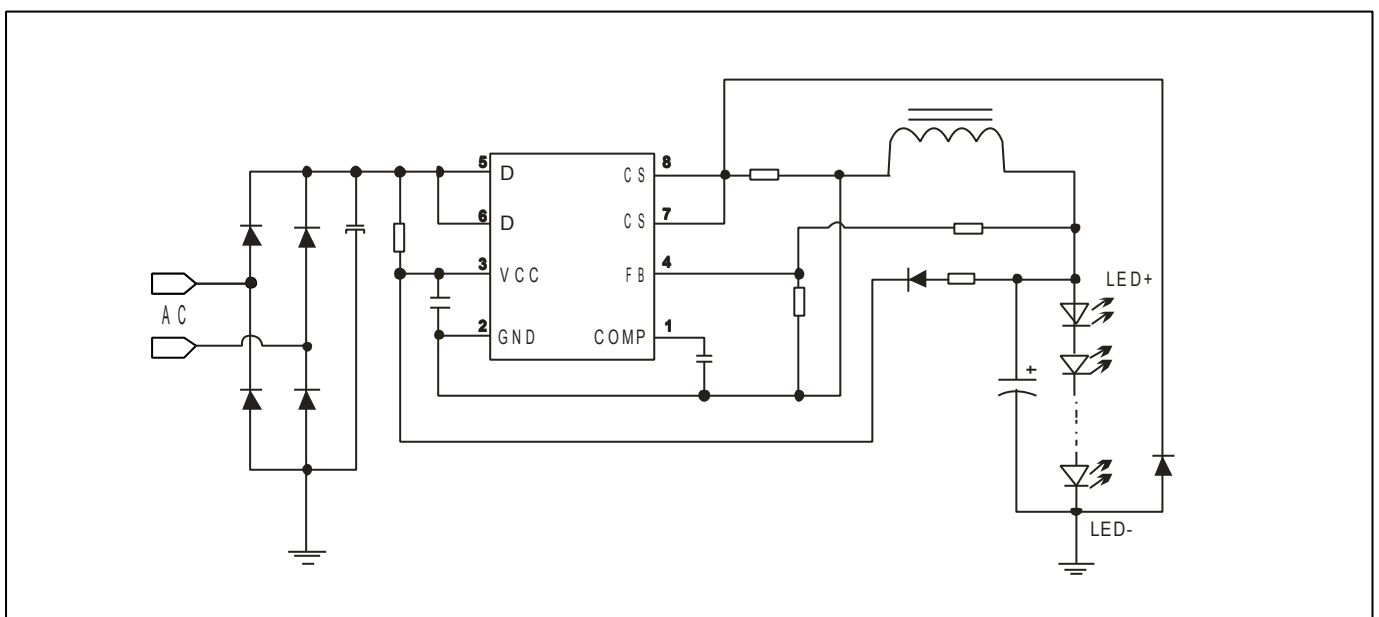 5 D
CS 8
6 D
CS 7
3 VCC
FB 4
2 GND
COMP 1
AC
LED+
+
LED-